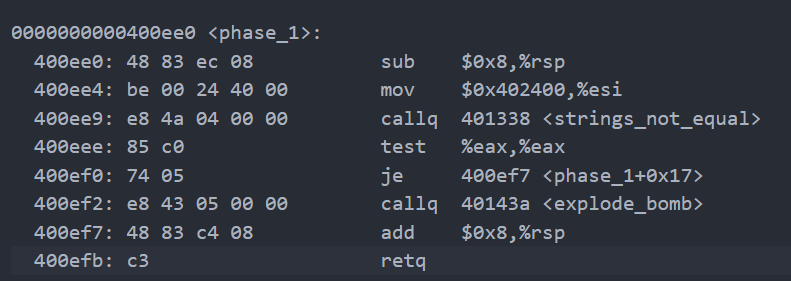 0000000000400ee0 <phase_1>:
400ee0: 48 83 ec 08 sub $0x8,%rsp
400ee4: be 00 24 40 00 mov $0x402400,%esi
400ee9: e8 4a 04 00 00 callq 401338 <strings_not_equal>
400eee: 85 c0 test %eax,%eax
400ef0: 74 05 je 400ef7 <phase_1+0x17>
400ef2: e8 43 05 00 00 callq 40143a <explode_bomb>
400ef7: 48 83 c4 08 add $0x8,%rsp
400efb: c3 retq